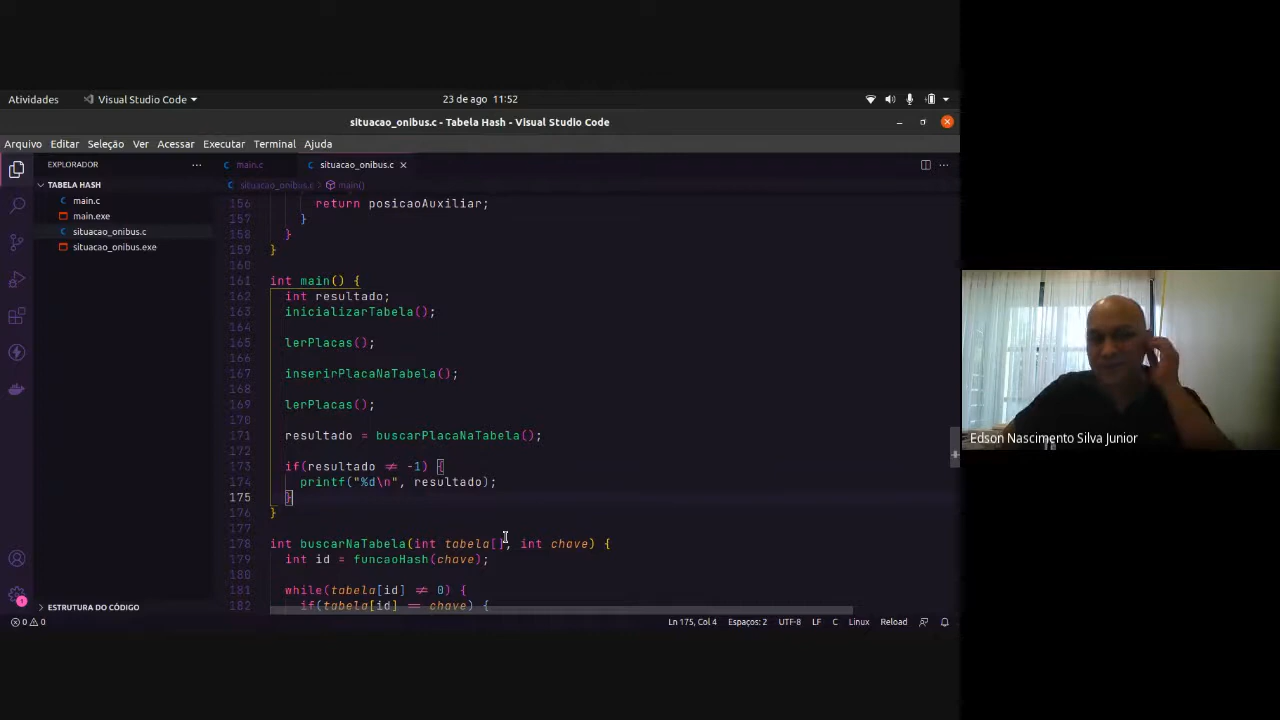 Atividades Visual Studio Code 23 de ago 11:52
situacao_onibus.c - Tabela Hash - Visual Studio Code
Arquivo Editar Seleção Ver Acessar Executar Terminal Ajuda
EXPLORADOR
main.c
situacao_onibus.c
TABELA HASH
situacao_onibus.c
main()
main.c
main.exe
situacao_onibus.c
situacao_onibus.exe
156 return posicaoAuxiliar;
157 }
158 }
159 }
160
161 int main() {
162 int resultado;
163 inicializarTabela();
164
165 lerPlacas();
166
167 inserirPlacaNaTabela();
168
169 lerPlacas();
170
171 resultado = buscarPlacaNaTabela();
172
173 if(resultado ≠ -1) {
174 printf("%d\n", resultado);
175 }
176 }
177
178 int buscarNaTabela(int tabela[], int chave) {
179 int id = funcaoHash(chave);
180
181 while(tabela[id] ≠ 0) {
182 if(tabela[id] == chave) {
ESTRUTURA DO CÓDIGO
1
0 0
Ln 175, Col 4 Espaços: 2 UTF-8 LF C Linux Reload
Edson Nascimento Silva Junior